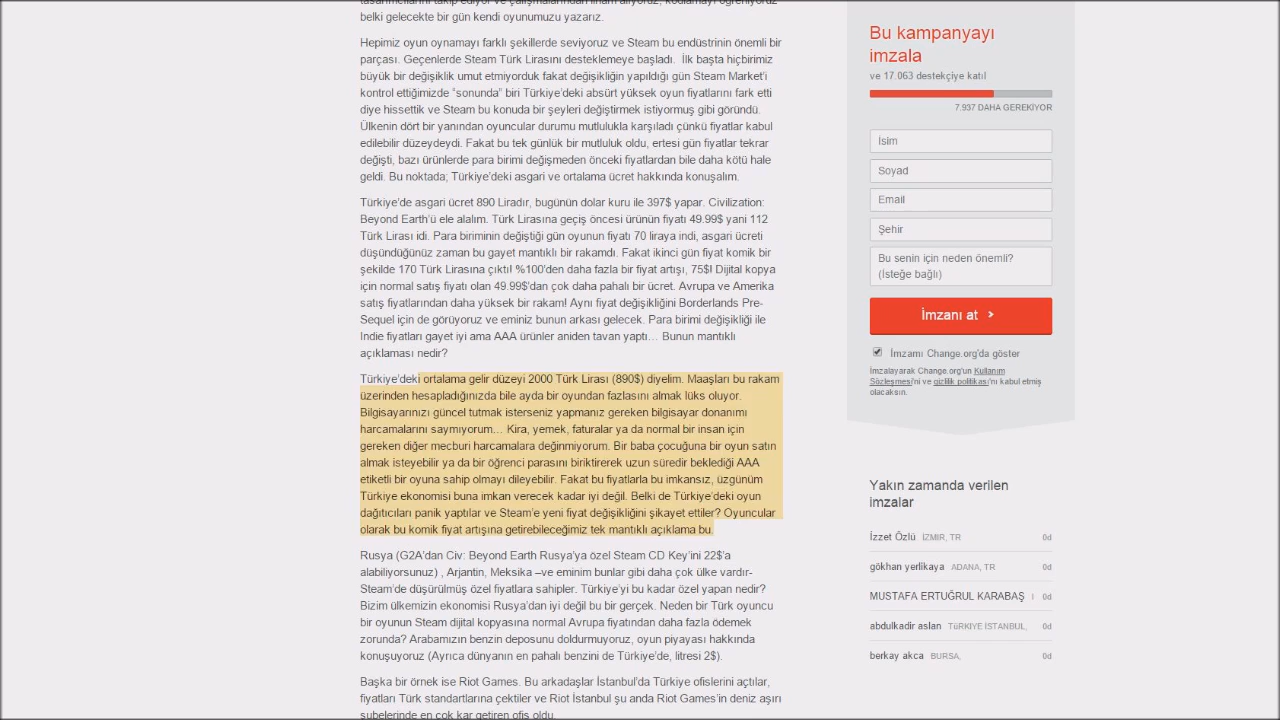 tasarımcılarını takip ediyor ve çalışmalarından ilham alıyoruz, kodlamayı öğreniyoruz
belki gelecekte bir gün kendi oyunumuzu yazarız.
Hepimiz oyun oynamayı farklı şekillerde seviyoruz ve Steam bu endüstrinin önemli bir
parçası. Geçenlerde Steam Türk Lirasını desteklemeye başladı.  İlk başta hiçbirimiz
büyük bir değişiklik umut etmiyorduk fakat değişikliğin yapıldığı gün Steam Market'i
kontrol ettiğimizde “sonunda” biri Türkiye'deki absürt yüksek oyun fiyatlarını fark etti
diye hissettik ve Steam bu konuda bir şeyleri değiştirmek istiyormuş gibi göründü.
Ülkenin dört bir yanından oyuncular durumu mutlulukla karşıladı çünkü fiyatlar kabul
edilebilir düzeydeydi. Fakat bu tek günlük bir mutluluk oldu, ertesi gün fiyatlar tekrar
değişti, bazı ürünlerde para birimi değişmeden önceki fiyatlardan bile daha kötü hale
geldi. Bu noktada; Türkiye'deki asgari ve ortalama ücret hakkında konuşalım.
Türkiye'de asgari ücret 890 Liradır, bugünün dolar kuru ile 397$ yapar. Civilization:
Beyond Earth'ü ele alalım. Türk Lirasına geçiş öncesi ürünün fiyatı 49.99$ yani 112
Türk Lirası idi. Para biriminin değiştiği gün oyunun fiyatı 70 liraya indi, asgari ücreti
düşündüğünüz zaman bu gayet mantıklı bir rakamdı. Fakat ikinci gün fiyat komik bir
şekilde 170 Türk Lirasına çıktı! %100'den daha fazla bir fiyat artışı, 75$! Dijital kopya
için normal satış fiyatı olan 49.99$'dan çok daha pahalı bir ücret. Avrupa ve Amerika
satış fiyatlarından daha yüksek bir rakam! Aynı fiyat değişikliğini Borderlands Pre-
Sequel için de görüyoruz ve eminiz bunun arkası gelecek. Para birimi değişikliği ile
Indie fiyatları gayet iyi ama AAA ürünler aniden tavan yaptı… Bunun mantıklı
açıklaması nedir?
Türkiye'deki ortalama gelir düzeyi 2000 Türk Lirası (890$) diyelim. Maaşları bu rakam
üzerinden hesapladığınızda bile ayda bir oyundan fazlasını almak lüks oluyor.
Bilgisayarınızı güncel tutmak isterseniz yapmanız gereken bilgisayar donanımı
harcamalarını saymıyorum… Kira, yemek, faturalar ya da normal bir insan için
gereken diğer mecburi harcamalara değinmiyorum. Bir baba çocuğuna bir oyun satın
almak isteyebilir ya da bir öğrenci parasını biriktirerek uzun süredir beklediği AAA
etiketli bir oyuna sahip olmayı dileyebilir. Fakat bu fiyatlarla bu imkansız, üzgünüm
Türkiye ekonomisi buna imkan verecek kadar iyi değil. Belki de Türkiye'deki oyun
dağıtıcıları panik yaptılar ve Steam'e yeni fiyat değişikliğini şikayet ettiler? Oyuncular
olarak bu komik fiyat artışına getirebileceğimiz tek mantıklı açıklama bu.
Rusya (G2A'dan Civ: Beyond Earth Rusya'ya özel Steam CD Key'ini 22$'a
alabiliyorsunuz) , Arjantin, Meksika –ve eminim bunlar gibi daha çok ülke vardır-
Steam'de düşürülmüş özel fiyatlara sahipler. Türkiye'yi bu kadar özel yapan nedir?
Bizim ülkemizin ekonomisi Rusya'dan iyi değil bu bir gerçek. Neden bir Türk oyuncu
bir oyunun Steam dijital kopyasına normal Avrupa fiyatından daha fazla ödemek
zorunda? Arabamızın benzin deposunu doldurmuyoruz, oyun piyayası hakkında
konuşuyoruz (Ayrıca dünyanın en pahalı benzini de Türkiye'de, litresi 2$).
Başka bir örnek ise Riot Games. Bu arkadaşlar İstanbul'da Türkiye ofislerini açtılar,
fiyatları Türk standartlarına çektiler ve Riot İstanbul şu anda Riot Games'in deniz aşırı
şubelerinde en çok kar getiren ofis oldu.
Bu kampanyayı
imzala
ve 17.063 destekçiye katıl
7.937 DAHA GEREKİYOR
İsim
Soyad
Email
Şehir
Bu senin için neden önemli?
(İsteğe bağlı)
İmzanı at >
İmzamı Change.org'da göster
İmzalayarak Change.org'un Kullanım
Sözleşmesi'ni ve gizlilik politikası'nı kabul etmiş
olacaksın.
Yakın zamanda verilen
imzalar
İzzet Özlü İZMIR, TR 0d
gökhan yerlikaya ADANA, TR 0d
MUSTAFA ERTUĞRUL KARABAŞ 0d
abdulkadir aslan TüRKIYE İSTANBUL, 0d
berkay akca BURSA, 0d